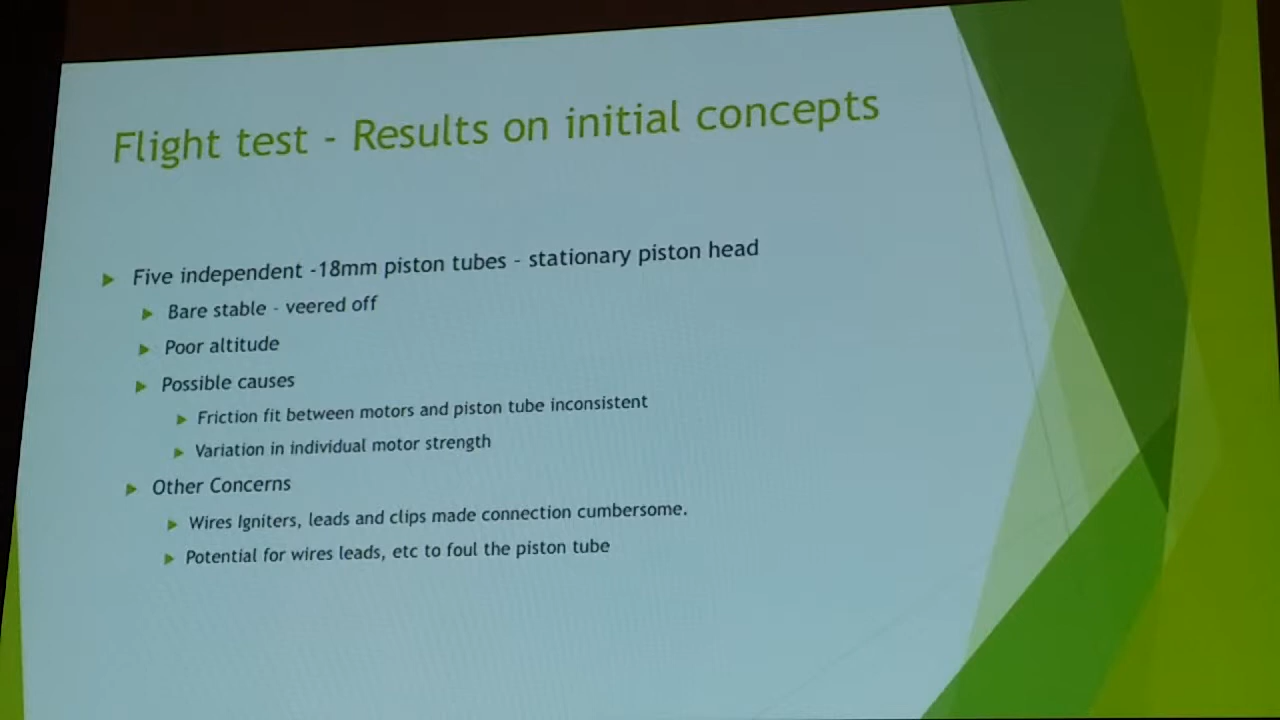 Flight test - Results on initial concepts
Five independent -18mm piston tubes - stationary piston head
Bare stable - veered off
Poor altitude
Possible causes
Friction fit between motors and piston tube inconsistent
Variation in individual motor strength
Other Concerns
Wires Igniters, leads and clips made connection cumbersome.
Potential for wires leads, etc to foul the piston tube